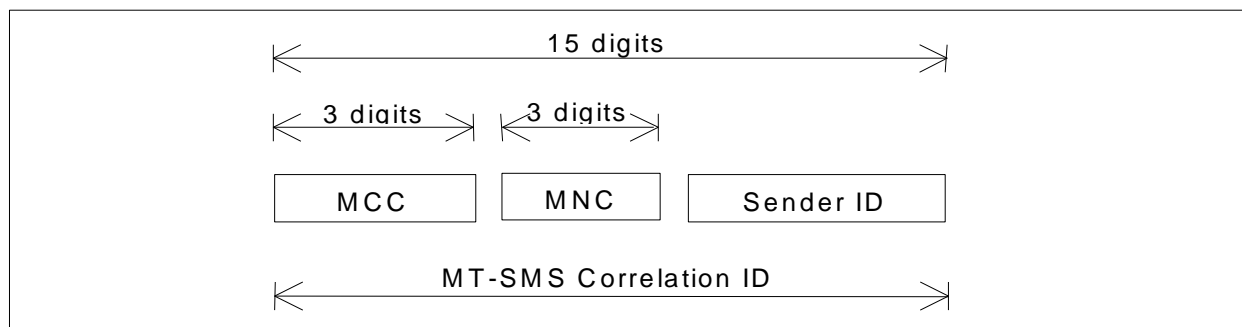 15 digits
3 digits 3 digits
MCC MNC Sender ID
MT-SMS Correlation ID